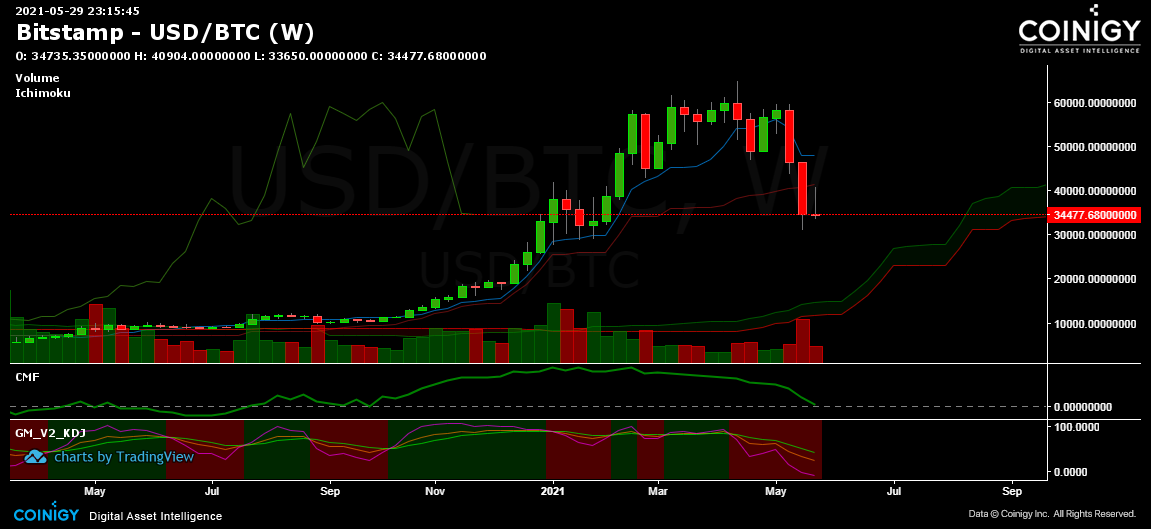 2021-05-29 23:15:45
Bitstamp - USD/BTC (W)
O: 34735.35000000 H: 40904.00000000 L: 33650.00000000 C: 34477.68000000
COINIGY
DIGITAL ASSET INTELLIGENCE
Volume
Ichimoku
USD/BTC, W
USD/BTC
60000.00000000
50000.00000000
40000.00000000
34477.68000000
30000.00000000
20000.00000000
10000.00000000
CMF
0.00000000
GM_V2_KDJ
100.0000
0.0000
charts by TradingView
May Jul Sep Nov 2021 Mar May Jul Sep
COINIGY Digital Asset Intelligence
Data © Coinigy Inc. All Rights Reserved.